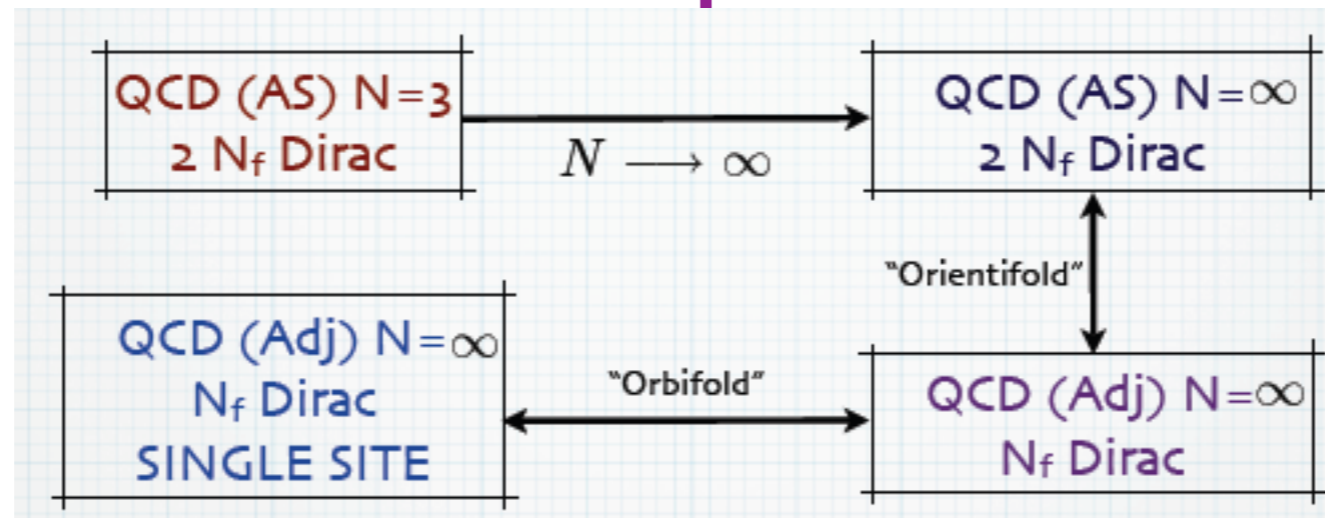 QCD (AS) N=3
2 Nf Dirac
N ⟶ ∞
QCD (AS) N=∞
2 Nf Dirac
"Orientifold"
QCD (Adj) N=∞
Nf Dirac
SINGLE SITE
"Orbifold"
QCD (Adj) N=∞
Nf Dirac